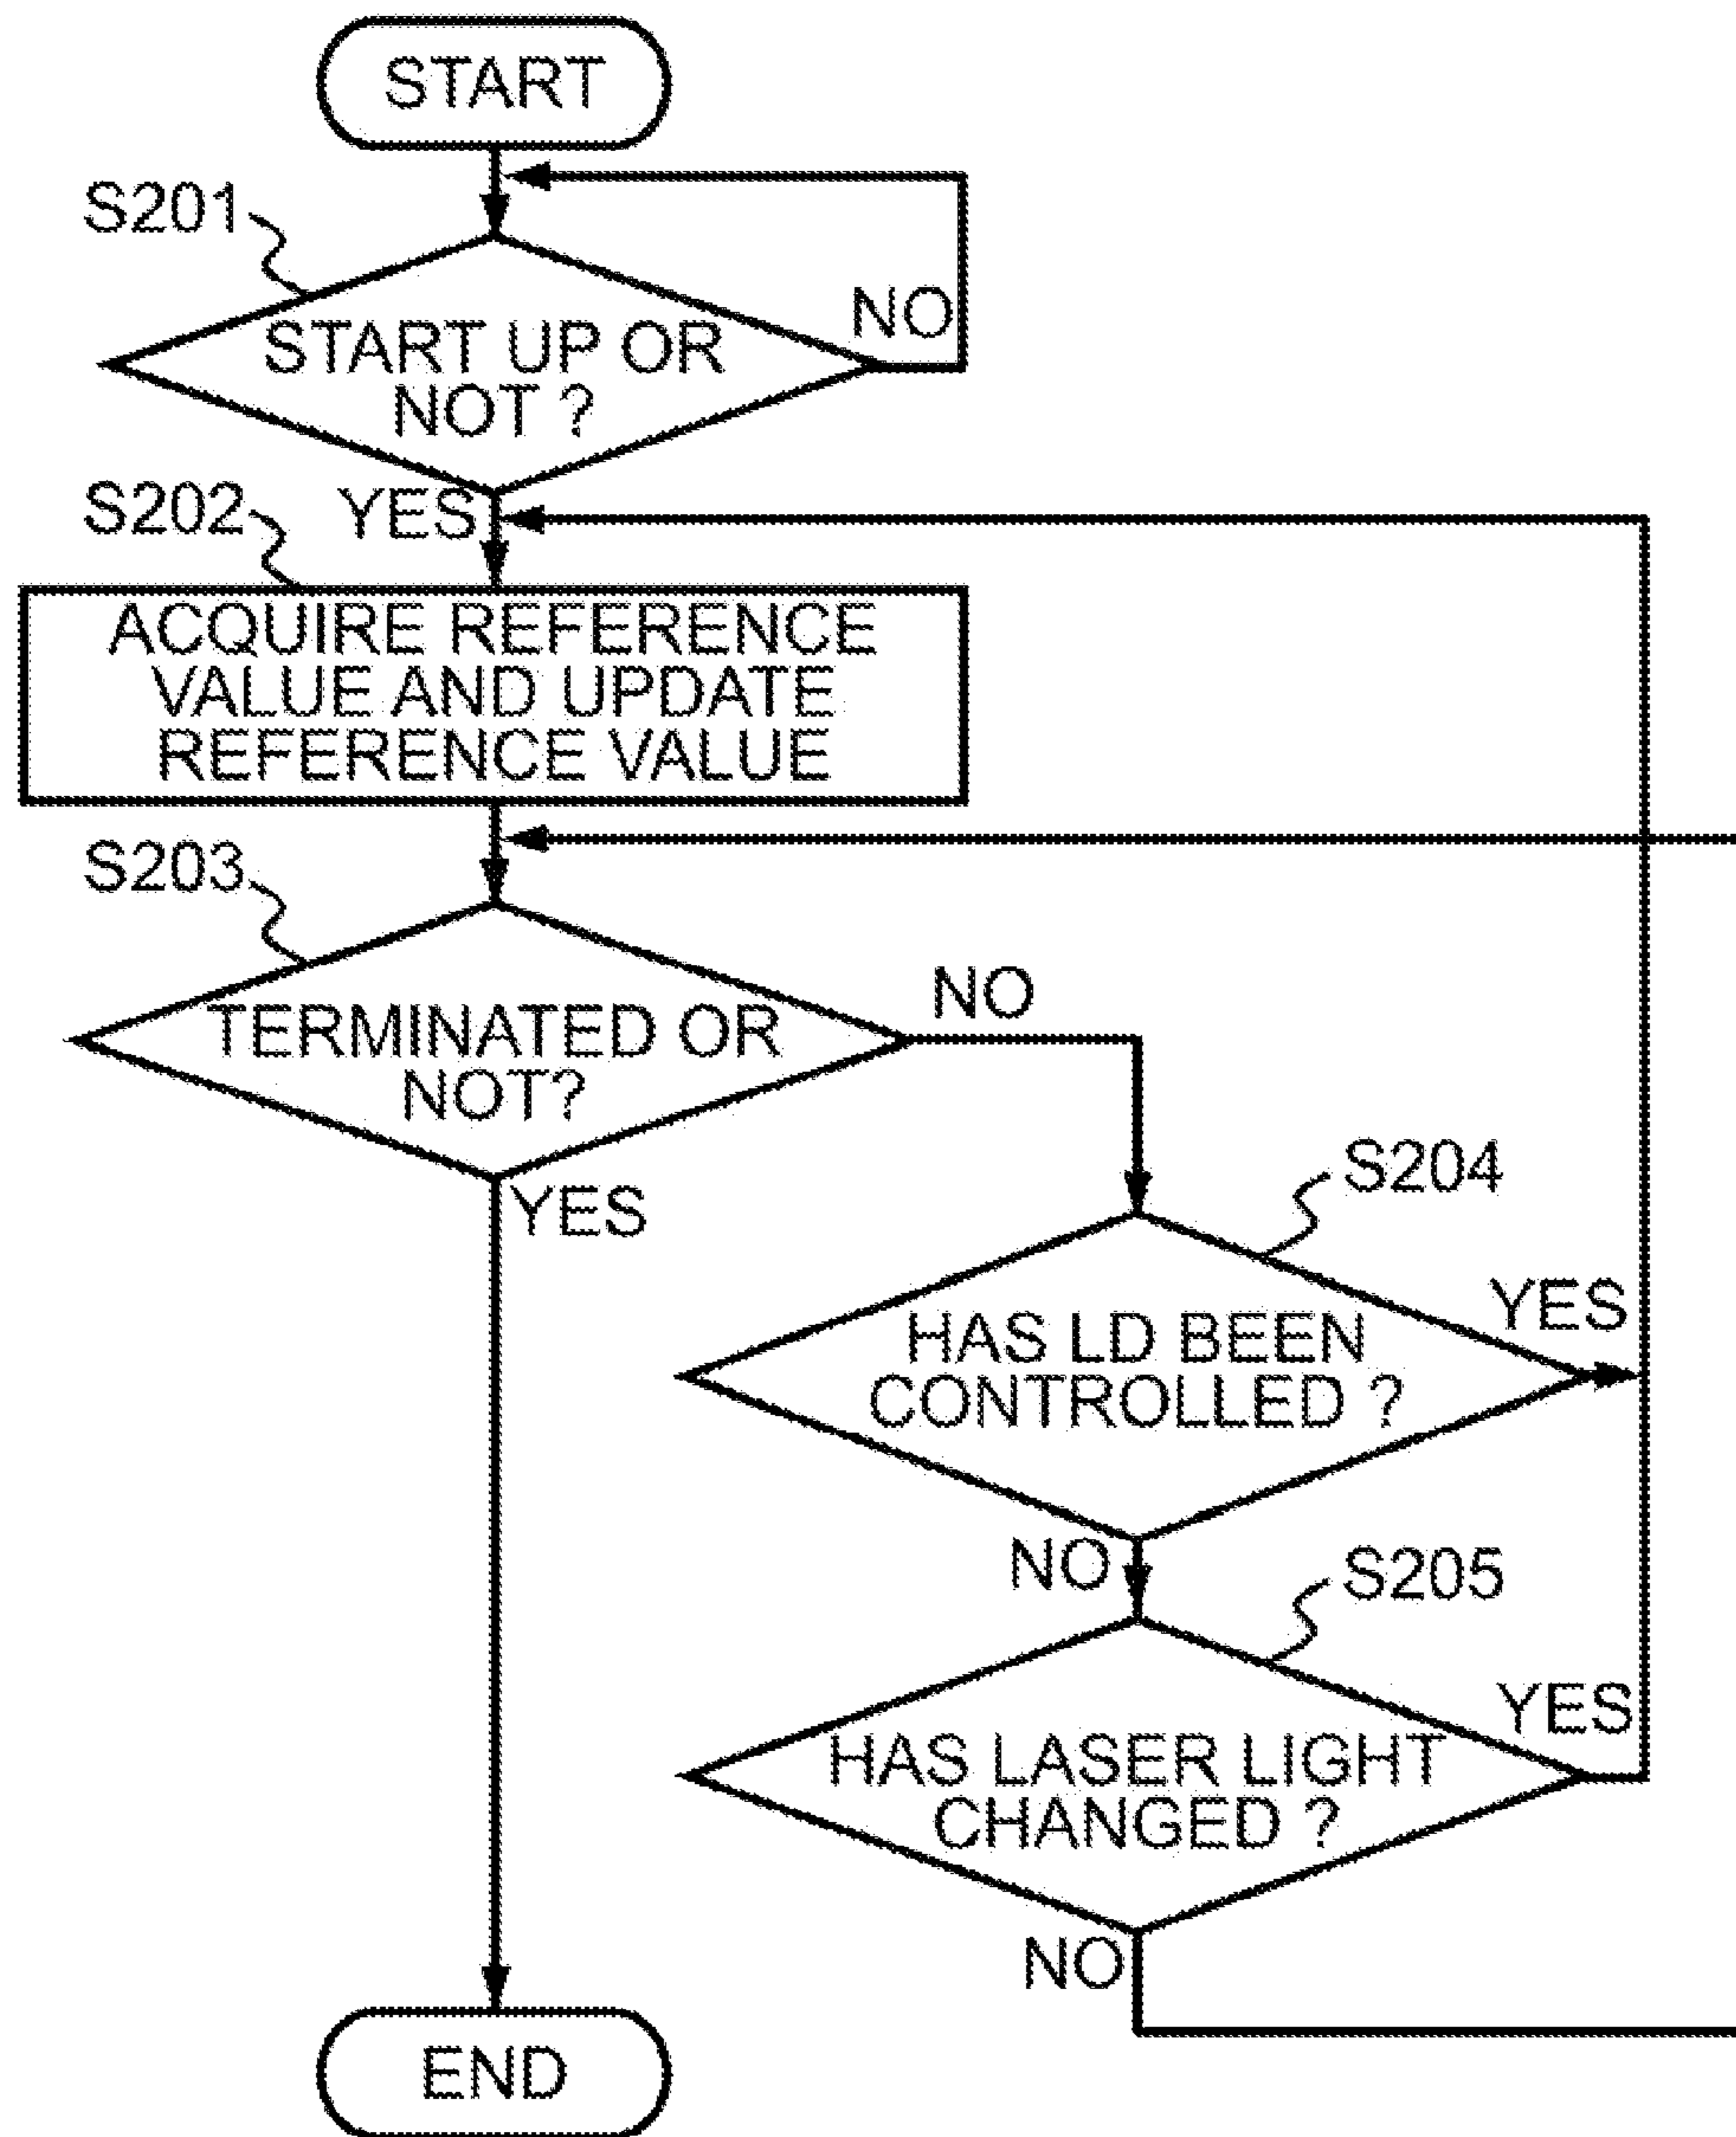 START
S201
NO
START UP OR
NOT ?
S202
YES
ACQUIRE REFERENCE
VALUE AND UPDATE
REFERENCE VALUE
S203
NO
TERMINATED OR
NOT?
YES
S204
YES
HAS LD BEEN
CONTROLLED ?
NO
S205
YES
HAS LASER LIGHT
CHANGED ?
NO
END